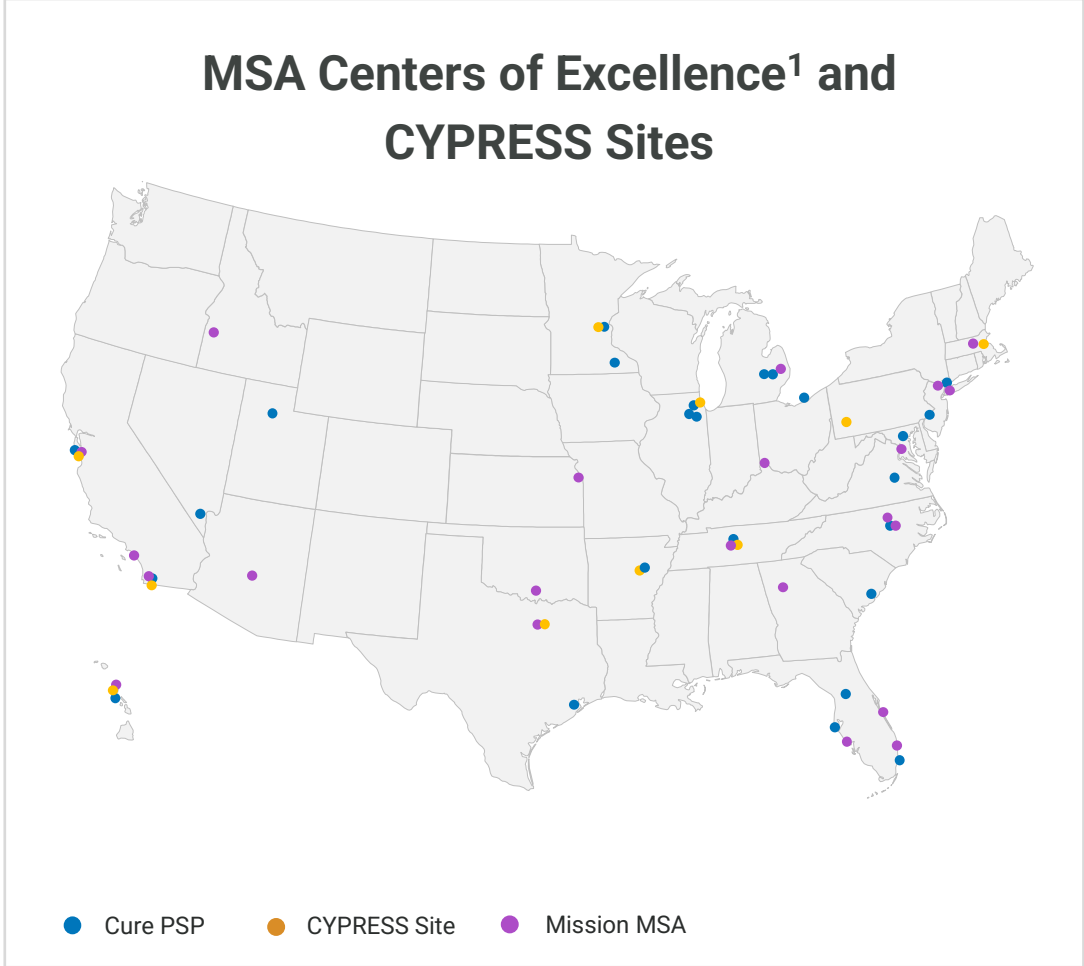 MSA Centers of Excellence¹ and
CYPRESS Sites
Cure PSP
CYPRESS Site
Mission MSA